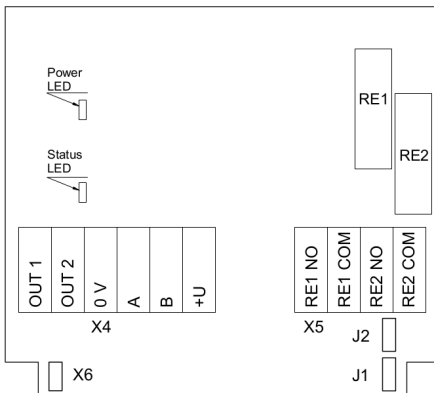 Power
LED
RE1
RE2
Status
LED
OUT 1
OUT 2
0 V
A
B
+U
RE1 NO
RE1 COM
RE2 NO
RE2 COM
X4
X5
J2
X6
J1